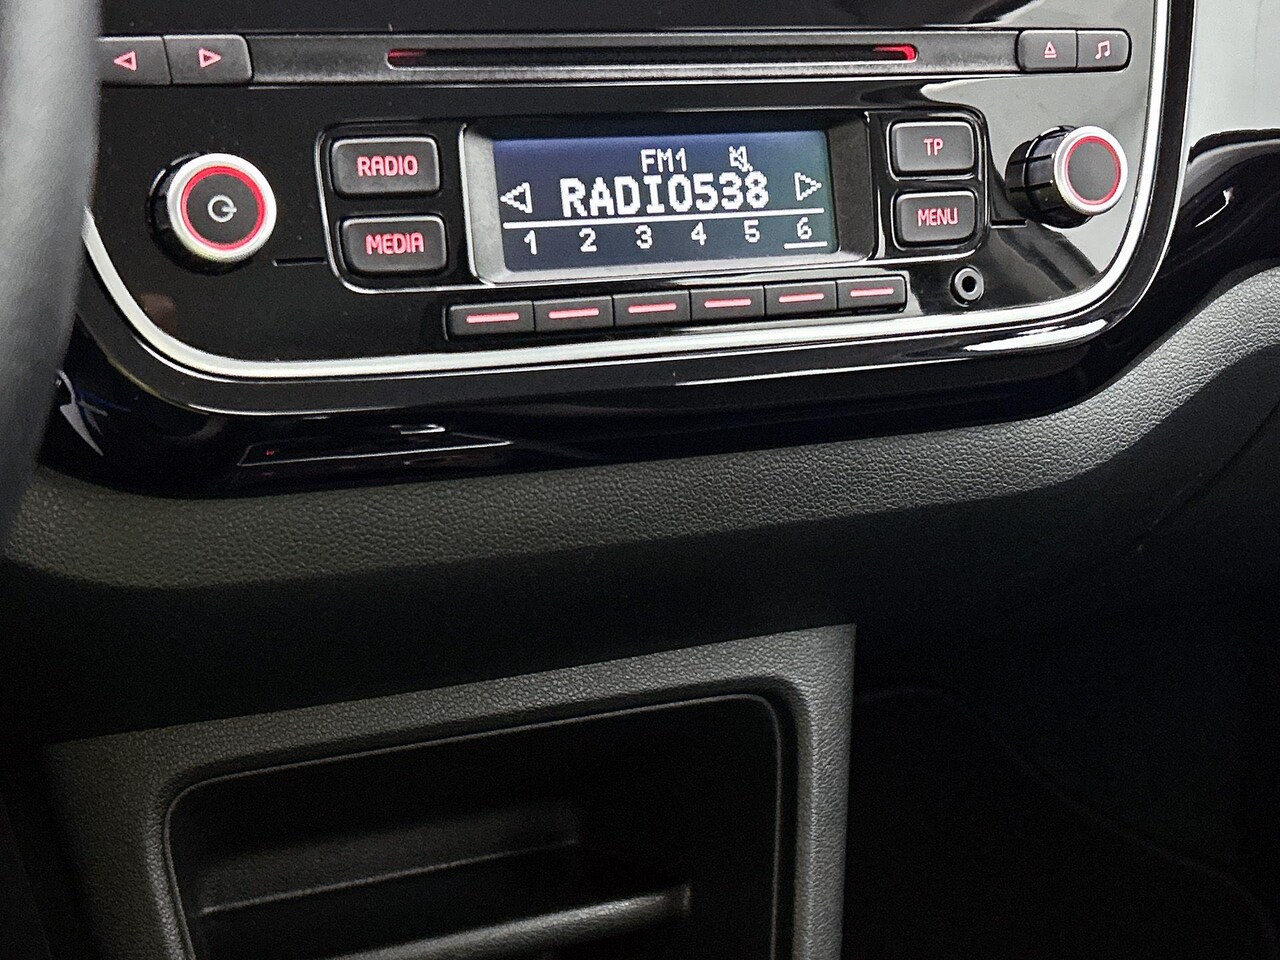 RADIO
MEDIA
FM1
RADIO538
1 2 3 4 5 6
TP
MENU